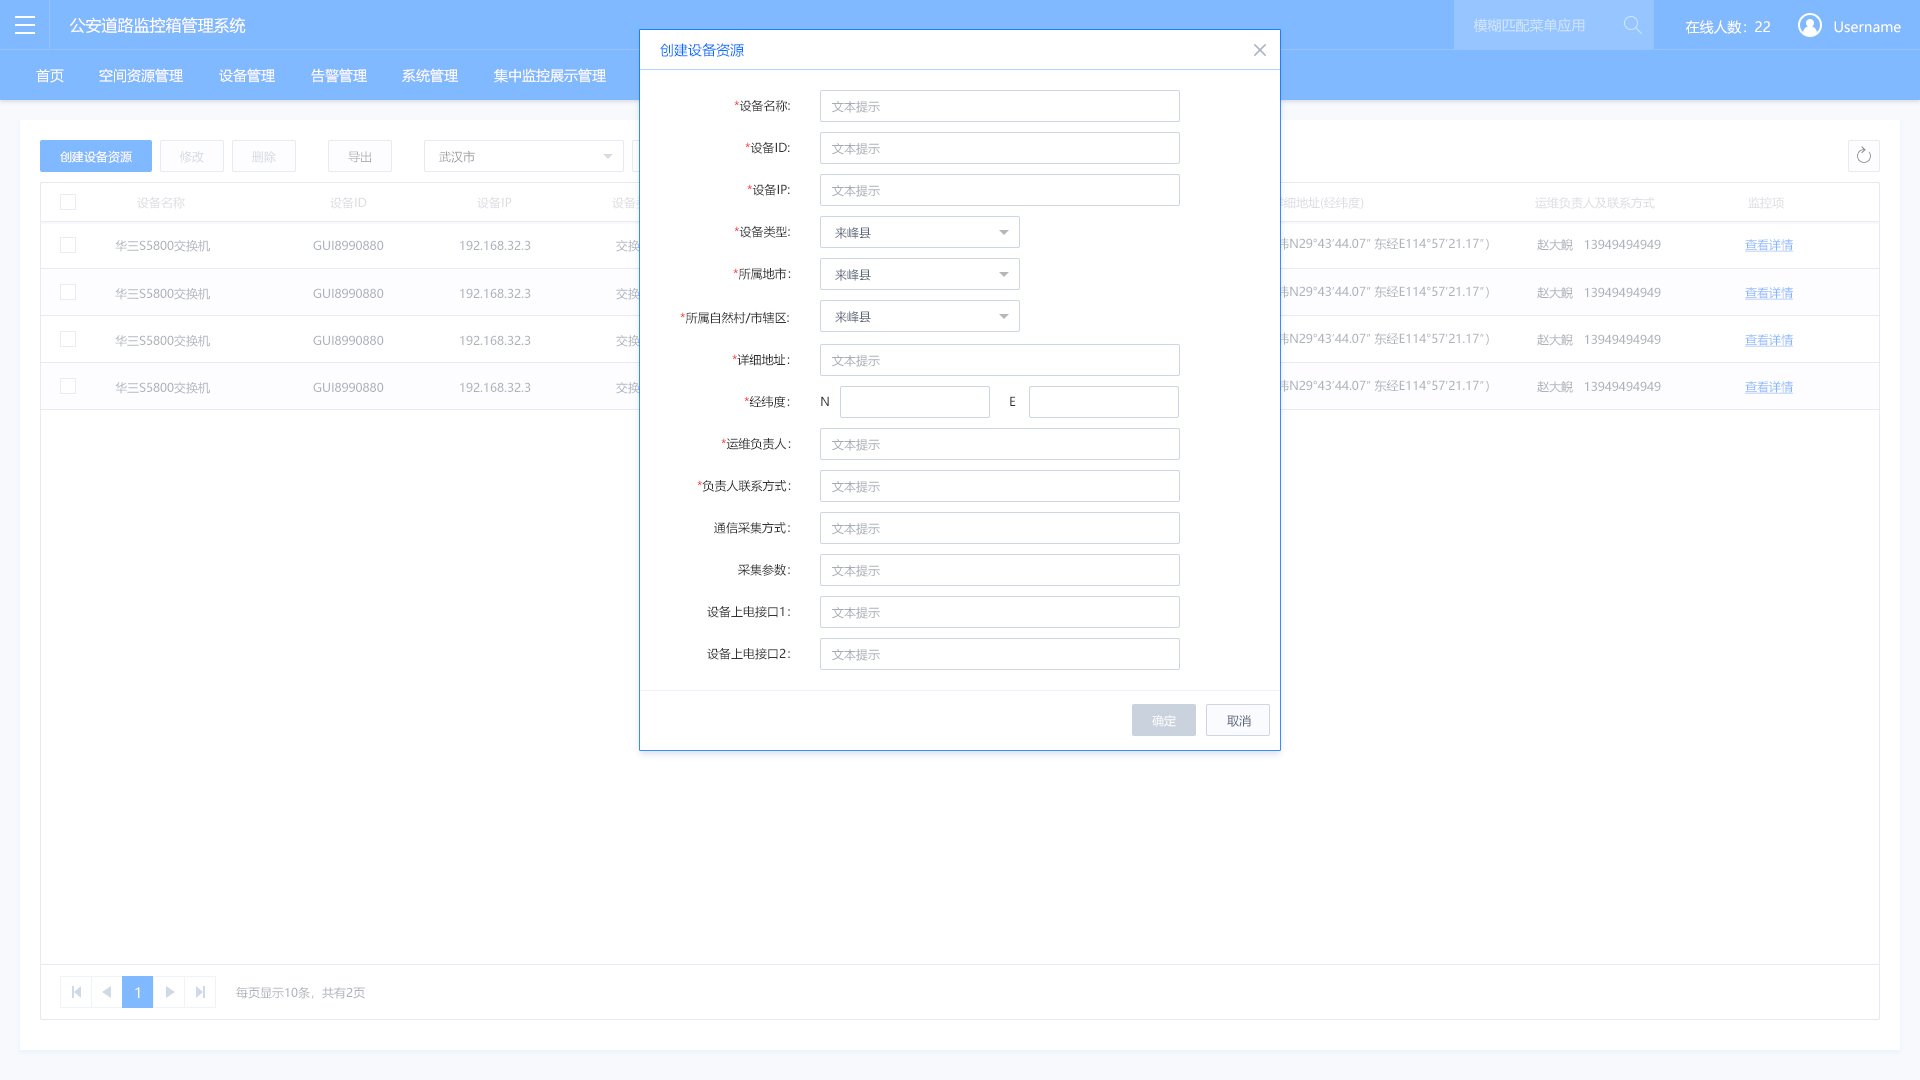 公安道路监控箱管理系统
模糊匹配菜单应用
在线人数：22
Username
首页
空间资源管理
设备管理
告警管理
系统管理
集中监控展示管理
创建设备资源
修改
删除
导出
武汉市
设备名称
设备ID
设备IP
设备
细地址(经纬度)
运维负责人及联系方式
监控项
华三S5800交换机
GUI8990880
192.168.32.3
交换
N29°43′44.07″ 东经E114°57′21.17″）
赵大鲵 13949494949
查看详情
华三S5800交换机
GUI8990880
192.168.32.3
交换
N29°43′44.07″ 东经E114°57′21.17″）
赵大鲵 13949494949
查看详情
华三S5800交换机
GUI8990880
192.168.32.3
交换
N29°43′44.07″ 东经E114°57′21.17″）
赵大鲵 13949494949
查看详情
华三S5800交换机
GUI8990880
192.168.32.3
交换
N29°43′44.07″ 东经E114°57′21.17″）
赵大鲵 13949494949
查看详情
创建设备资源
*设备名称: 文本提示
*设备ID: 文本提示
*设备IP: 文本提示
*设备类型: 来峰县
*所属地市: 来峰县
*所属自然村/市辖区: 来峰县
*详细地址: 文本提示
*经纬度: N E
*运维负责人: 文本提示
*负责人联系方式: 文本提示
通信采集方式: 文本提示
采集参数: 文本提示
设备上电接口1: 文本提示
设备上电接口2: 文本提示
确定
取消
1
每页显示10条，共有2页